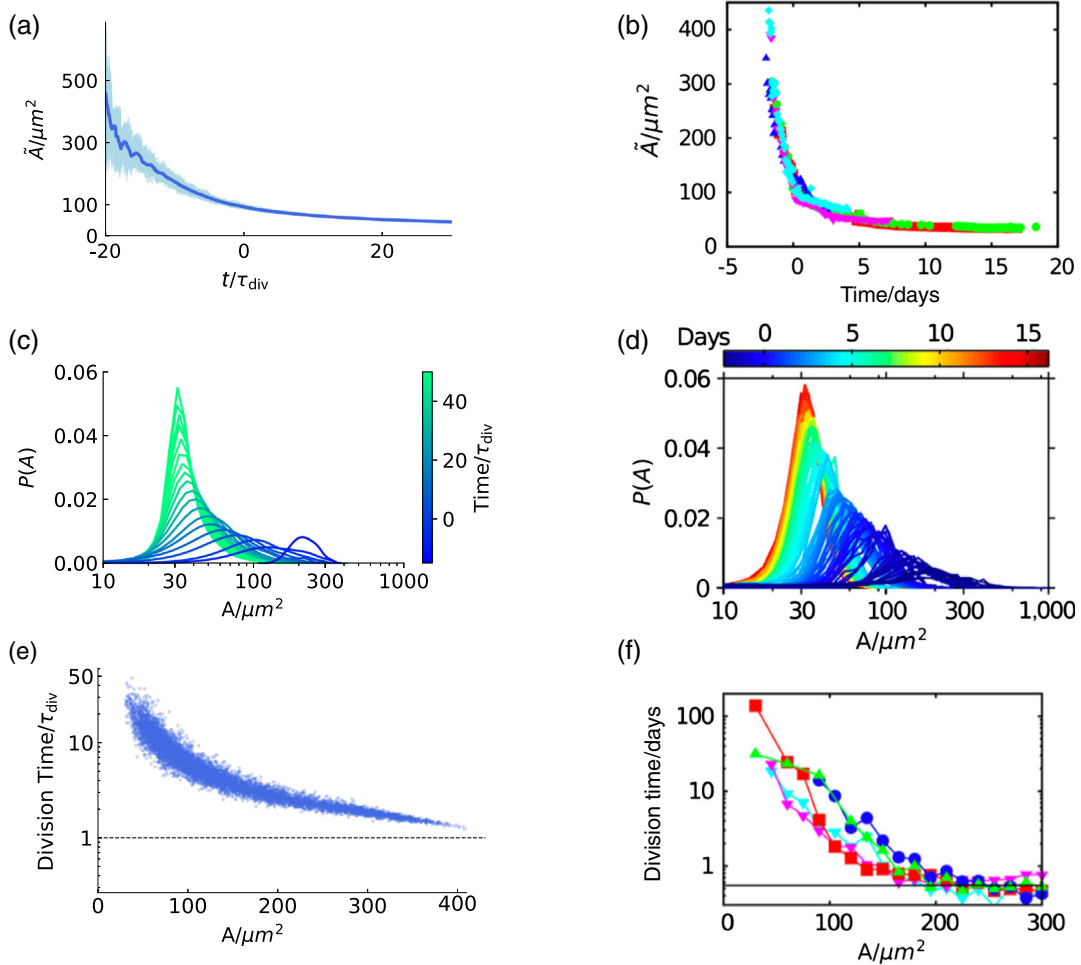 (a)
500
300
100
0
Ã/μm²
-20
0
20
t/τdiv
(b)
400
300
200
100
0
Ã/μm²
-5
0
5
10
15
20
Time/days
(c)
0.06
0.04
0.02
0.00
P(A)
10
30
100
300
1000
A/μm²
40
20
0
Time/τdiv
(d)
Days
0
5
10
15
0.06
0.04
0.02
0
P(A)
10
30
100
300
1,000
A/μm²
(e)
50
10
1
Division Time/τdiv
0
100
200
300
400
A/μm²
(f)
100
10
1
Division time/days
0
100
200
300
A/μm²